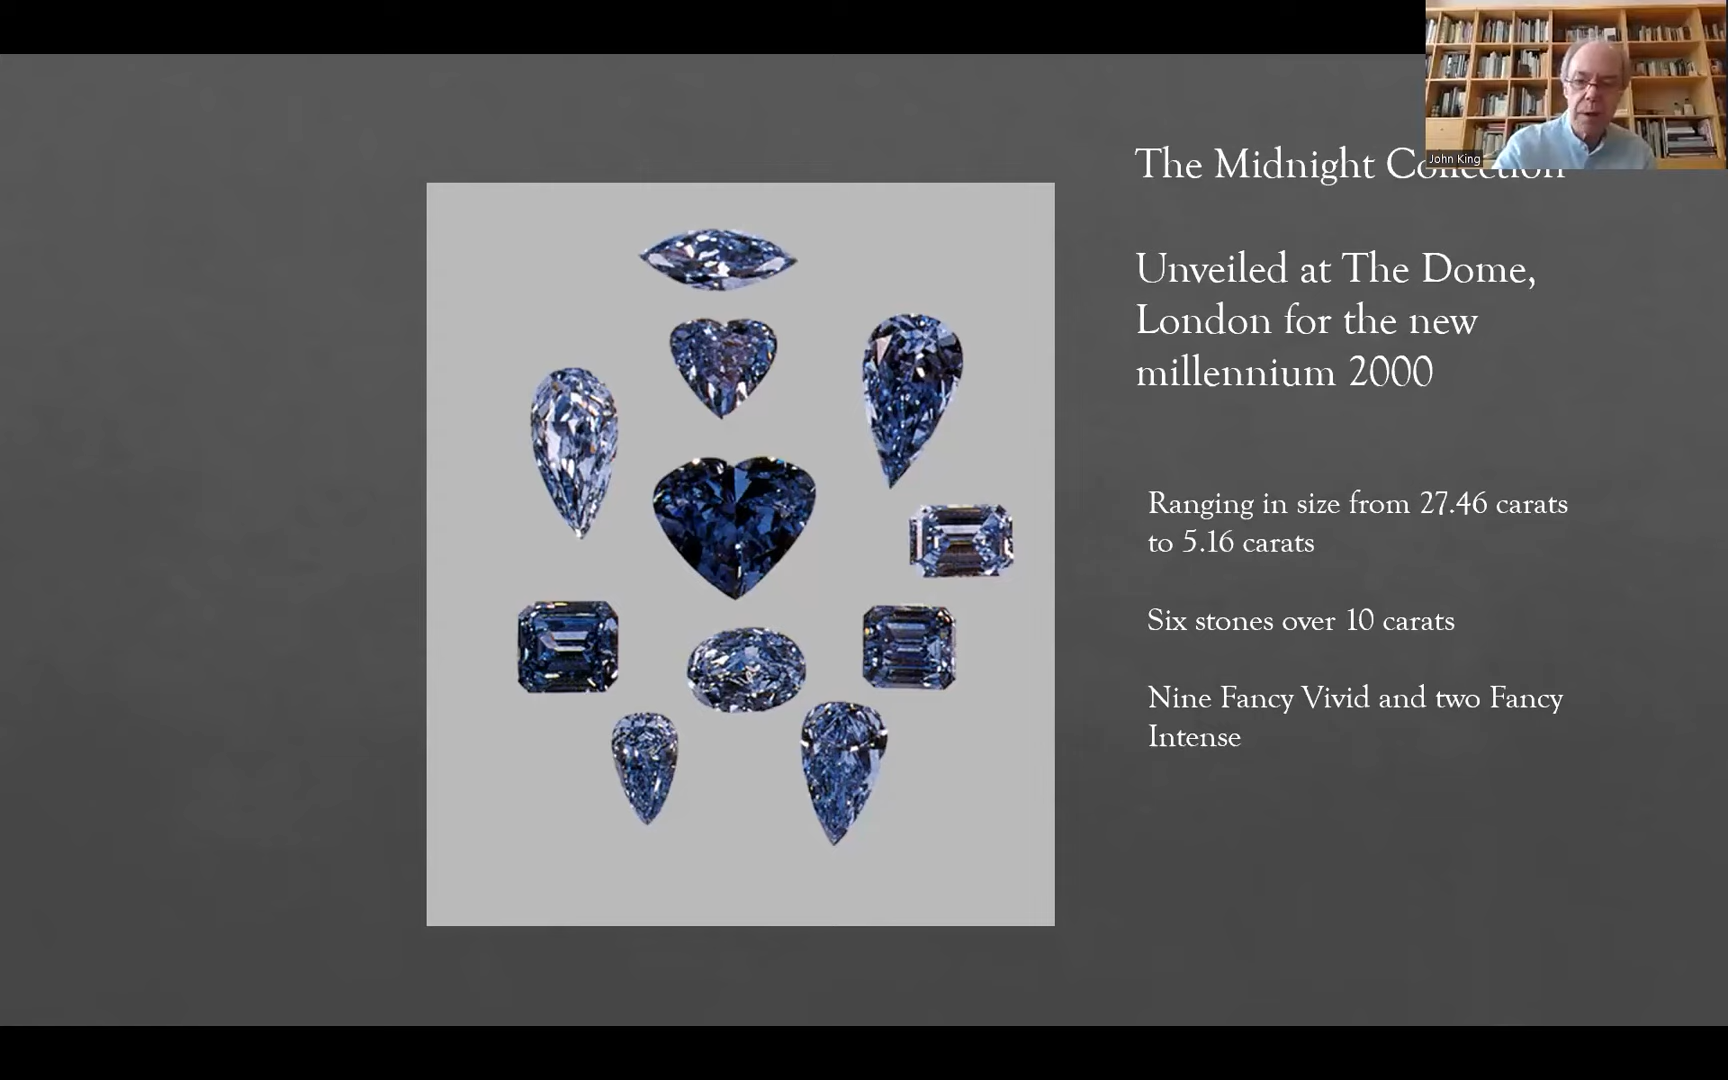 John King
The Midnight Collection
Unveiled at The Dome,
London for the new
millennium 2000
Ranging in size from 27.46 carats
to 5.16 carats
Six stones over 10 carats
Nine Fancy Vivid and two Fancy
Intense